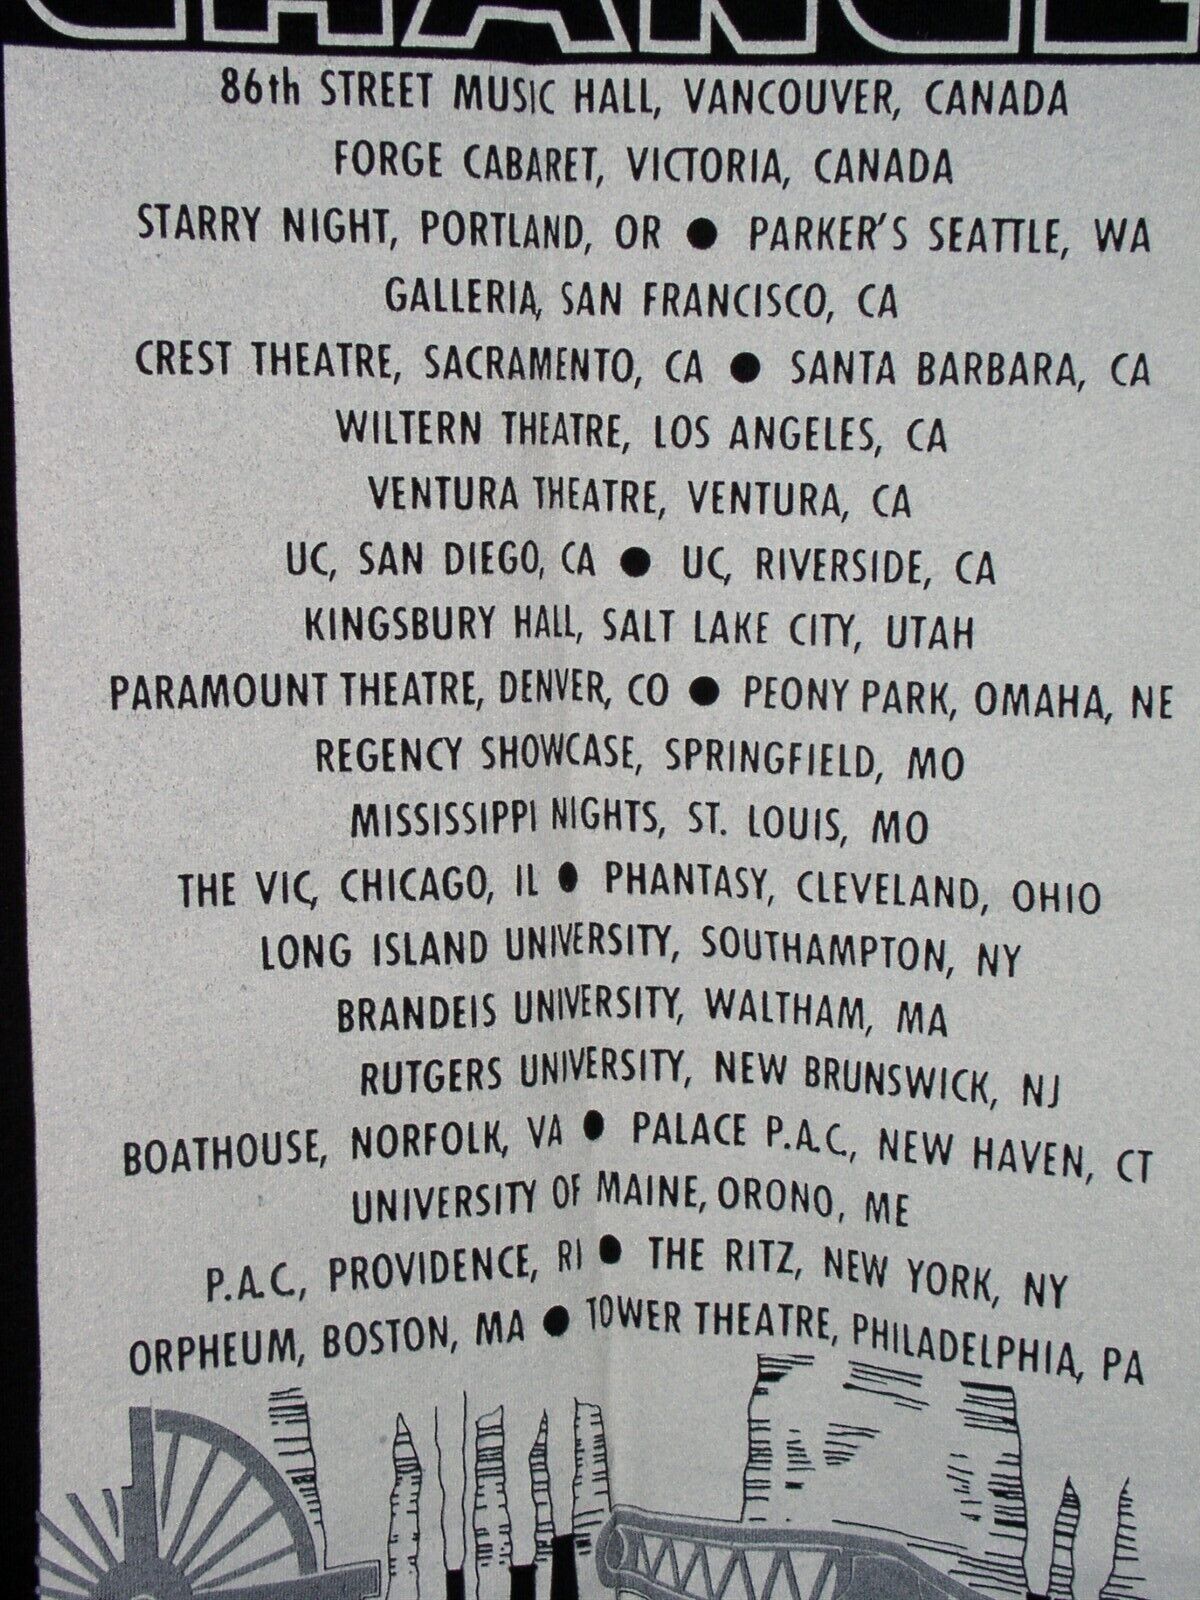 CHANGE
86th STREET MUSIC HALL, VANCOUVER, CANADA
FORGE CABARET, VICTORIA, CANADA
STARRY NIGHT, PORTLAND, OR ● PARKER'S SEATTLE, WA
GALLERIA, SAN FRANCISCO, CA
CREST THEATRE, SACRAMENTO, CA ● SANTA BARBARA, CA
WILTERN THEATRE, LOS ANGELES, CA
VENTURA THEATRE, VENTURA, CA
UC, SAN DIEGO, CA ● UC, RIVERSIDE, CA
KINGSBURY HALL, SALT LAKE CITY, UTAH
PARAMOUNT THEATRE, DENVER, CO ● PEONY PARK, OMAHA, NE
REGENCY SHOWCASE, SPRINGFIELD, MO
MISSISSIPPI NIGHTS, ST. LOUIS, MO
THE VIC, CHICAGO, IL ● PHANTASY, CLEVELAND, OHIO
LONG ISLAND UNIVERSITY, SOUTHAMPTON, NY
BRANDEIS UNIVERSITY, WALTHAM, MA
RUTGERS UNIVERSITY, NEW BRUNSWICK, NJ
BOATHOUSE, NORFOLK, VA ● PALACE P.A.C., NEW HAVEN, CT
UNIVERSITY OF MAINE, ORONO, ME
P.A.C., PROVIDENCE, RI ● THE RITZ, NEW YORK, NY
ORPHEUM, BOSTON, MA ● TOWER THEATRE, PHILADELPHIA, PA